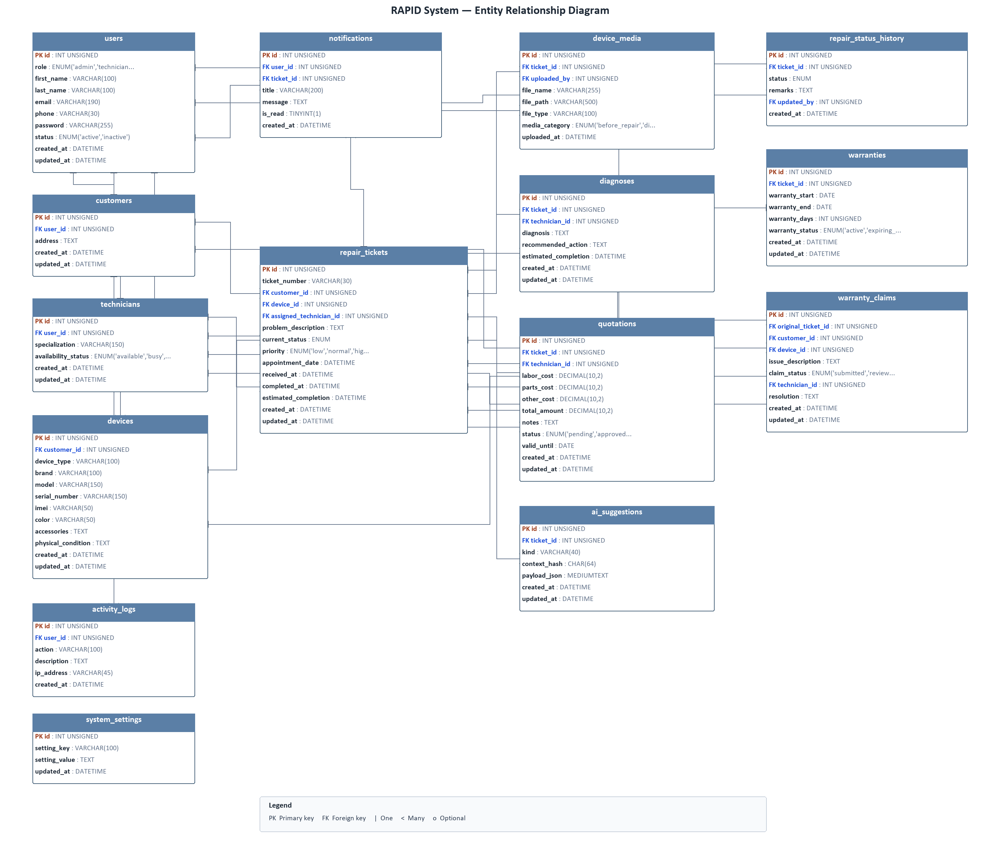 RAPID System — Entity Relationship Diagram
users
PK id : INT UNSIGNED
role : ENUM('admin','technician...
first_name : VARCHAR(100)
last_name : VARCHAR(100)
email : VARCHAR(190)
phone : VARCHAR(30)
password : VARCHAR(255)
status : ENUM('active','inactive')
created_at : DATETIME
updated_at : DATETIME
customers
PK id : INT UNSIGNED
FK user_id : INT UNSIGNED
address : TEXT
created_at : DATETIME
updated_at : DATETIME
technicians
PK id : INT UNSIGNED
FK user_id : INT UNSIGNED
specialization : VARCHAR(150)
availability_status : ENUM('available','busy',...
created_at : DATETIME
updated_at : DATETIME
devices
PK id : INT UNSIGNED
FK customer_id : INT UNSIGNED
device_type : VARCHAR(100)
brand : VARCHAR(100)
model : VARCHAR(150)
serial_number : VARCHAR(150)
imei : VARCHAR(50)
color : VARCHAR(50)
accessories : TEXT
physical_condition : TEXT
created_at : DATETIME
updated_at : DATETIME
activity_logs
PK id : INT UNSIGNED
FK user_id : INT UNSIGNED
action : VARCHAR(100)
description : TEXT
ip_address : VARCHAR(45)
created_at : DATETIME
system_settings
PK id : INT UNSIGNED
setting_key : VARCHAR(100)
setting_value : TEXT
updated_at : DATETIME
notifications
PK id : INT UNSIGNED
FK user_id : INT UNSIGNED
FK ticket_id : INT UNSIGNED
title : VARCHAR(200)
message : TEXT
is_read : TINYINT(1)
created_at : DATETIME
repair_tickets
PK id : INT UNSIGNED
ticket_number : VARCHAR(30)
FK customer_id : INT UNSIGNED
FK device_id : INT UNSIGNED
FK assigned_technician_id : INT UNSIGNED
problem_description : TEXT
current_status : ENUM
priority : ENUM('low','normal','hig...
appointment_date : DATETIME
received_at : DATETIME
completed_at : DATETIME
estimated_completion : DATETIME
created_at : DATETIME
updated_at : DATETIME
device_media
PK id : INT UNSIGNED
FK ticket_id : INT UNSIGNED
FK uploaded_by : INT UNSIGNED
file_name : VARCHAR(255)
file_path : VARCHAR(500)
file_type : VARCHAR(100)
media_category : ENUM('before_repair','di...
uploaded_at : DATETIME
diagnoses
PK id : INT UNSIGNED
FK ticket_id : INT UNSIGNED
FK technician_id : INT UNSIGNED
diagnosis : TEXT
recommended_action : TEXT
estimated_completion : DATETIME
created_at : DATETIME
updated_at : DATETIME
quotations
PK id : INT UNSIGNED
FK ticket_id : INT UNSIGNED
FK technician_id : INT UNSIGNED
labor_cost : DECIMAL(10,2)
parts_cost : DECIMAL(10,2)
other_cost : DECIMAL(10,2)
total_amount : DECIMAL(10,2)
notes : TEXT
status : ENUM('pending','approved...
valid_until : DATE
created_at : DATETIME
updated_at : DATETIME
ai_suggestions
PK id : INT UNSIGNED
FK ticket_id : INT UNSIGNED
kind : VARCHAR(40)
context_hash : CHAR(64)
payload_json : MEDIUMTEXT
created_at : DATETIME
updated_at : DATETIME
repair_status_history
PK id : INT UNSIGNED
FK ticket_id : INT UNSIGNED
status : ENUM
remarks : TEXT
FK updated_by : INT UNSIGNED
created_at : DATETIME
warranties
PK id : INT UNSIGNED
FK ticket_id : INT UNSIGNED
warranty_start : DATE
warranty_end : DATE
warranty_days : INT UNSIGNED
warranty_status : ENUM('active','expiring_...
created_at : DATETIME
updated_at : DATETIME
warranty_claims
PK id : INT UNSIGNED
FK original_ticket_id : INT UNSIGNED
FK customer_id : INT UNSIGNED
FK device_id : INT UNSIGNED
issue_description : TEXT
claim_status : ENUM('submitted','review...
FK technician_id : INT UNSIGNED
resolution : TEXT
created_at : DATETIME
updated_at : DATETIME
Legend
PK Primary key FK Foreign key | One < Many o Optional